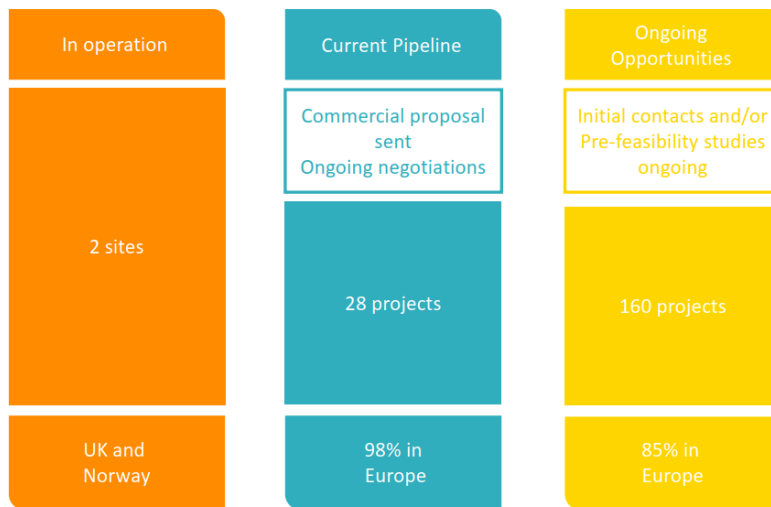 In operation
2 sites
UK and
Norway
Current Pipeline
Commercial proposal
sent
Ongoing negotiations
28 projects
98% in
Europe
Ongoing
Opportunities
Initial contacts and/or
Pre-feasibility studies
ongoing
160 projects
85% in
Europe